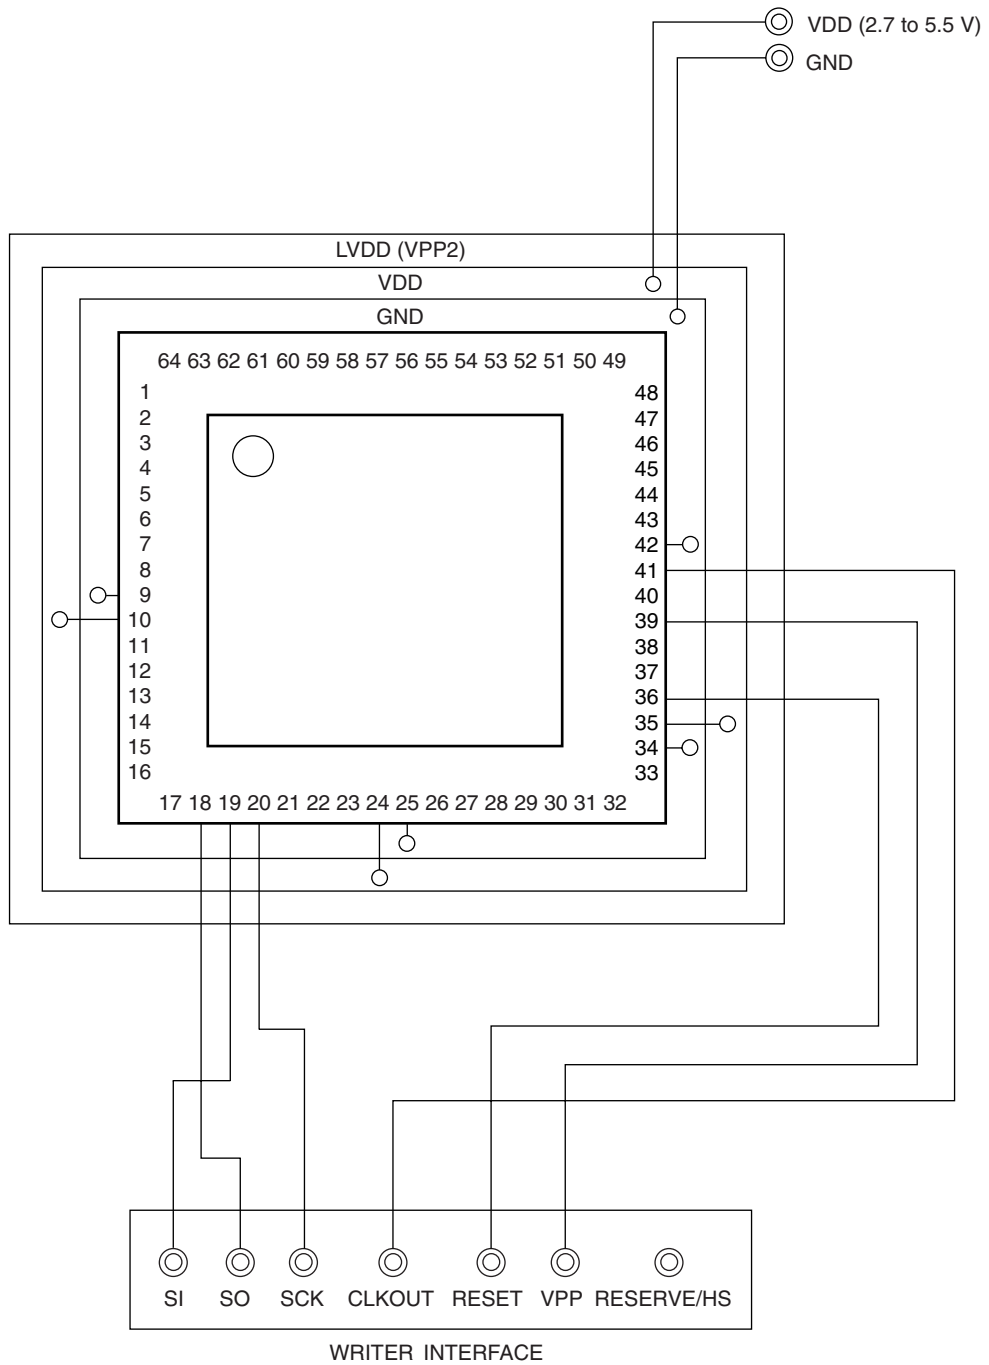 VDD (2.7 to 5.5 V)
GND
LVDD (VPP2)
VDD
GND
64 63 62 61 60 59 58 57 56 55 54 53 52 51 50 49
1 48
2 47
3 46
4 45
5 44
6 43
7 42
8 41
9 40
10 39
11 38
12 37
13 36
14 35
15 34
16 33
17 18 19 20 21 22 23 24 25 26 27 28 29 30 31 32
SI SO SCK CLKOUT RESET VPP RESERVE/HS
WRITER INTERFACE